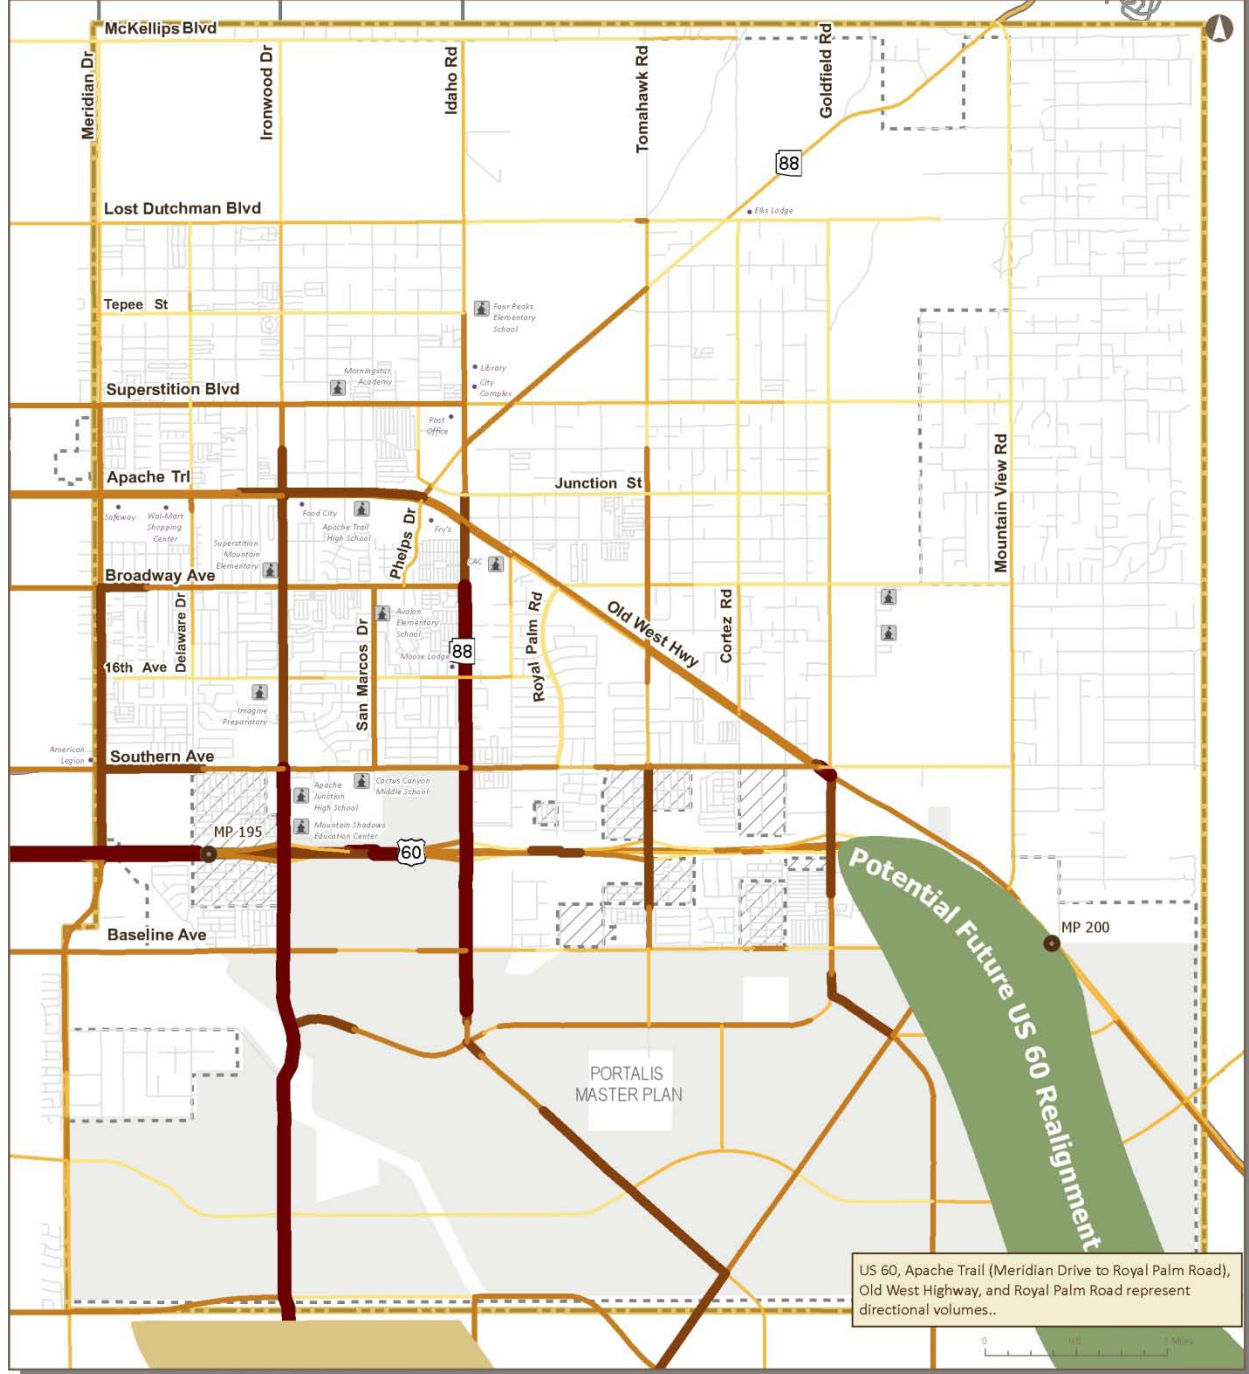 McKellips Blvd
Meridian Dr
Ironwood Dr
Idaho Rd
Tomahawk Rd
Goldfield Rd
88
Lost Dutchman Blvd
Elks Lodge
Tepee St
Four Peaks
Elementary
School
Library
City
Complex
Morningstar
Academy
Superstition Blvd
Post
Office
Mountain View Rd
Apache Trl
Junction St
Safeway
Wal-Mart
Shopping
Center
Food City
Apache Trail
High School
Phelps Dr
Fry's
Superstition
Mountain
Elementary
CAC
Broadway Ave
Delaware Dr
San Marcos Dr
Avalon
Elementary
School
Royal Palm Rd
Old West Hwy
Cortez Rd
Moose Lodge
88
16th Ave
Imagine
Preparatory
American
Legion
Southern Ave
Apache
Junction
High School
Cactus Canyon
Middle School
Mountain Shadows
Education Center
MP 195
60
Potential Future US 60 Realignment
Baseline Ave
MP 200
PORTALIS
MASTER PLAN
US 60, Apache Trail (Meridian Drive to Royal Palm Road),
Old West Highway, and Royal Palm Road represent
directional volumes..
0 0.5 1 Miles